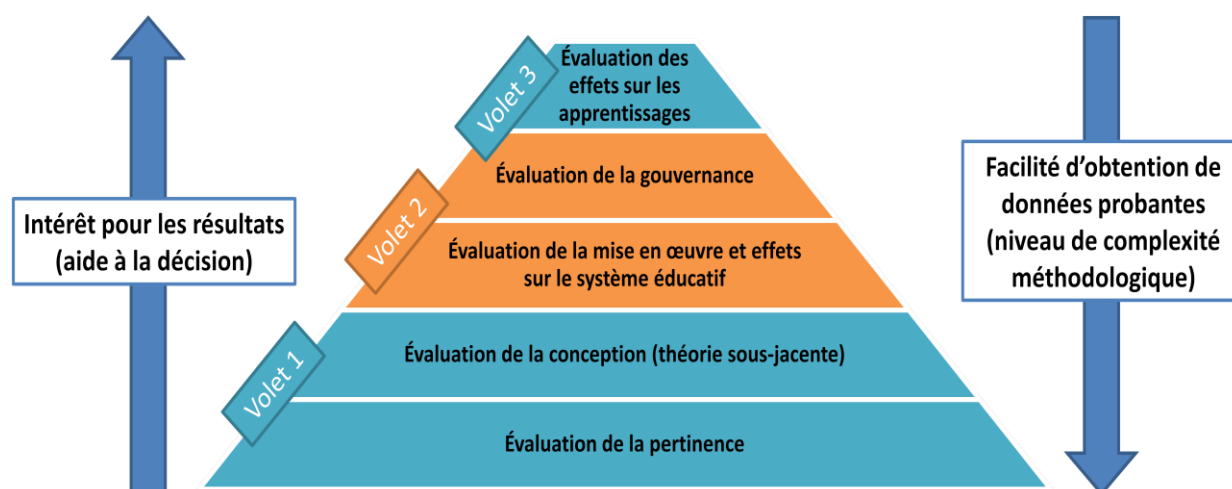 Évaluation des
effets sur les
apprentissages
Volet 3
Évaluation de la gouvernance
Volet 2
Évaluation de la mise en œuvre et effets
sur le système éducatif
Évaluation de la conception (théorie sous-jacente)
Volet 1
Évaluation de la pertinence
Intérêt pour les résultats
(aide à la décision)
Facilité d’obtention de
données probantes
(niveau de complexité
méthodologique)